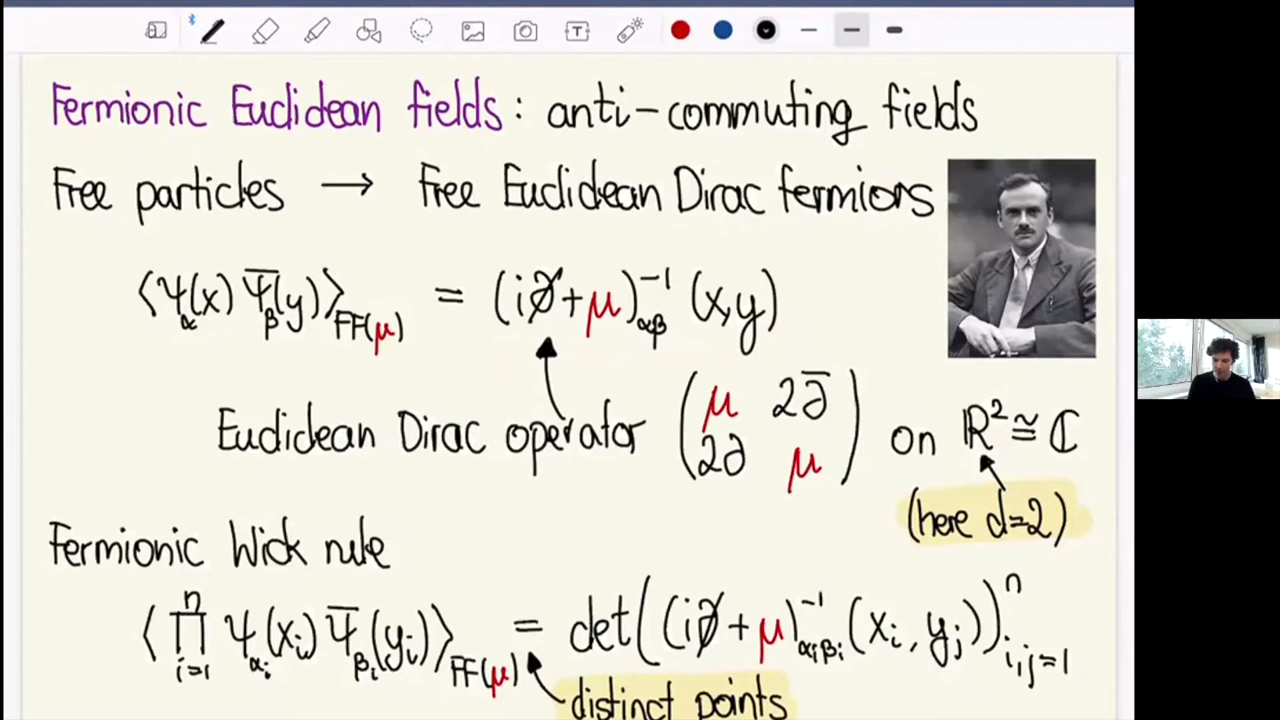 Fermionic Euclidean fields: anti-commuting fields
Free particles → Free Euclidean Dirac fermions
⟨Ψ_α(x) Ψ̅_β(y)⟩_FF(μ) = (i∂̸+μ)^{-1}_{αβ} (x,y)
Euclidean Dirac operator (μ 2∂̅ 2∂ μ) on ℝ² ≅ ℂ
(here d=2)
Fermionic Wick rule
⟨∏_{i=1}^{n} Ψ_{α_i}(x_i) Ψ̅_{β_i}(y_i)⟩_FF(μ) = det((i∂̸+μ)^{-1}_{α_iβ_i}(x_i, y_j))^n_{i,j=1}
distinct points